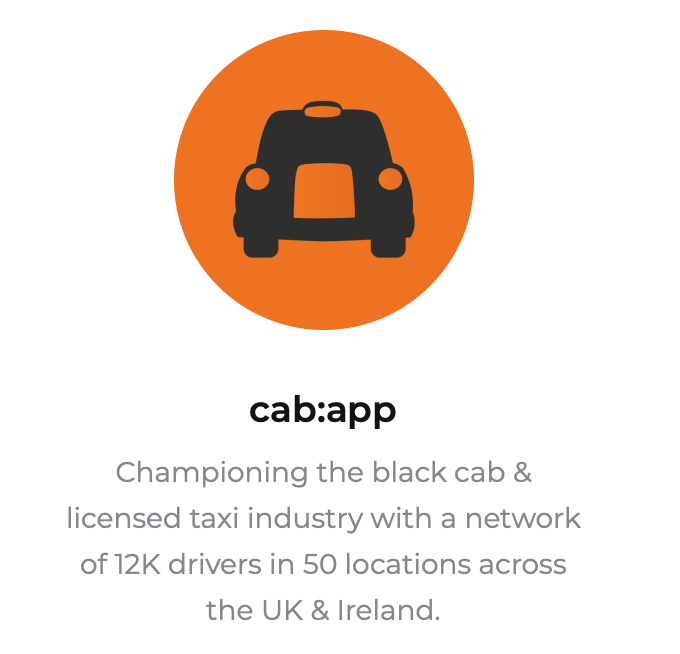 cab:app
Championing the black cab &
licensed taxi industry with a network
of 12K drivers in 50 locations across
the UK & Ireland.